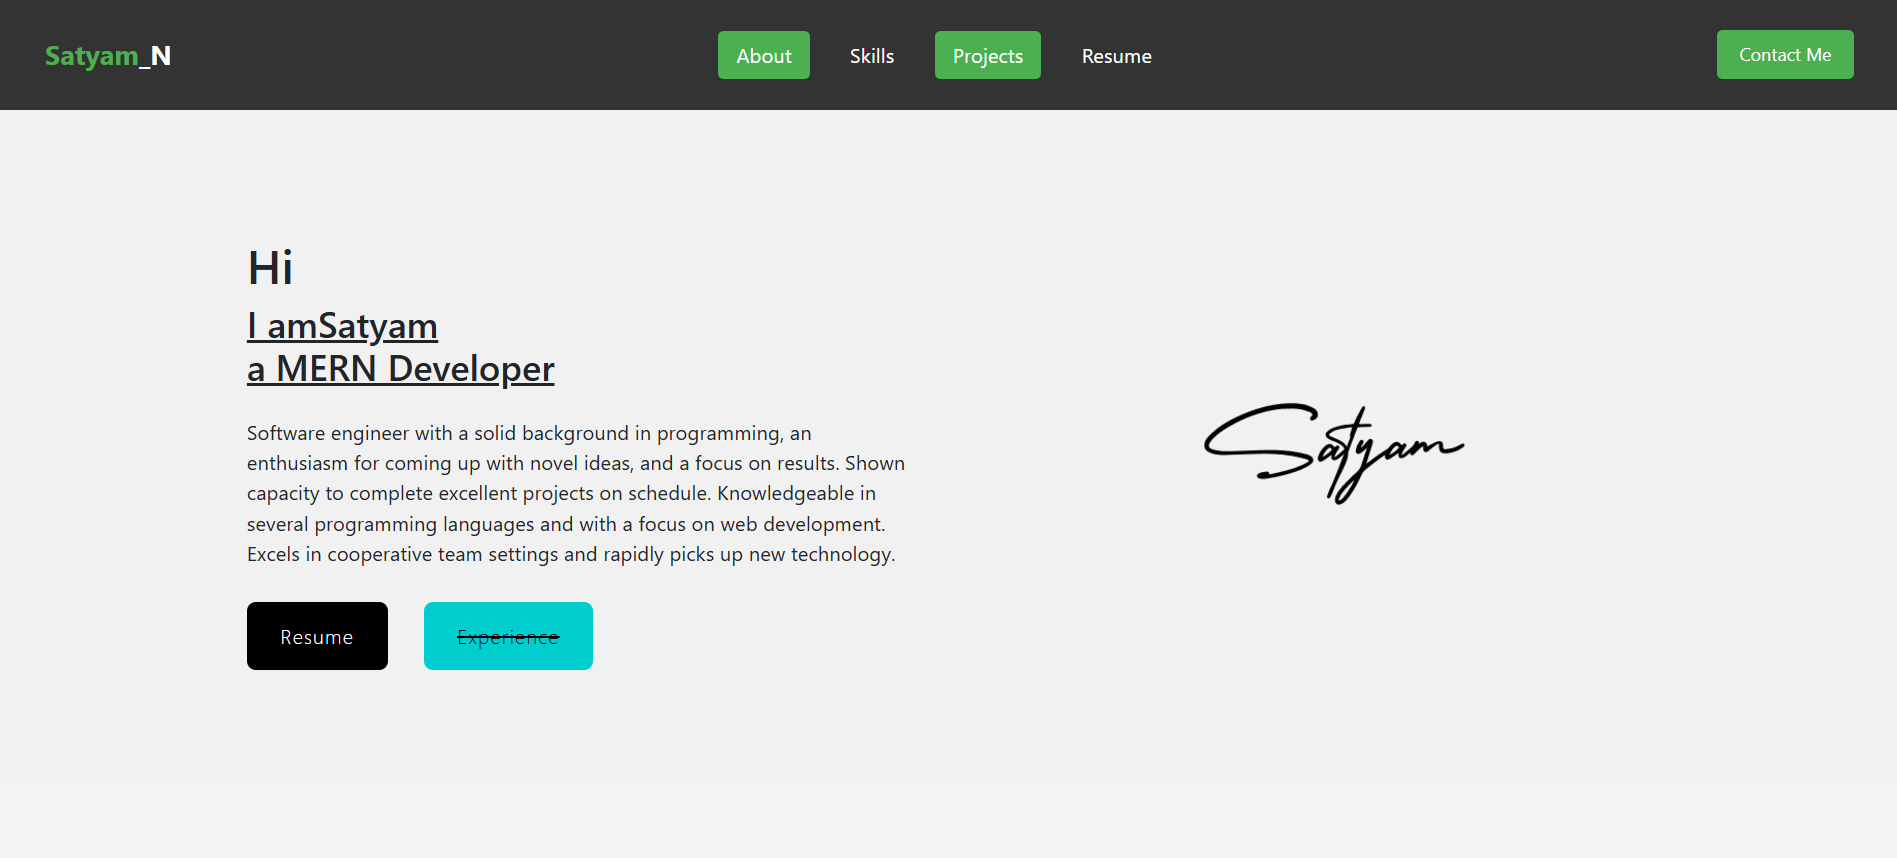 Satyam_N
About
Skills
Projects
Resume
Contact Me
Hi
I amSatyam
a MERN Developer
Software engineer with a solid background in programming, an
enthusiasm for coming up with novel ideas, and a focus on results. Shown
capacity to complete excellent projects on schedule. Knowledgeable in
several programming languages and with a focus on web development.
Excels in cooperative team settings and rapidly picks up new technology.
Resume
Experience
Satyam